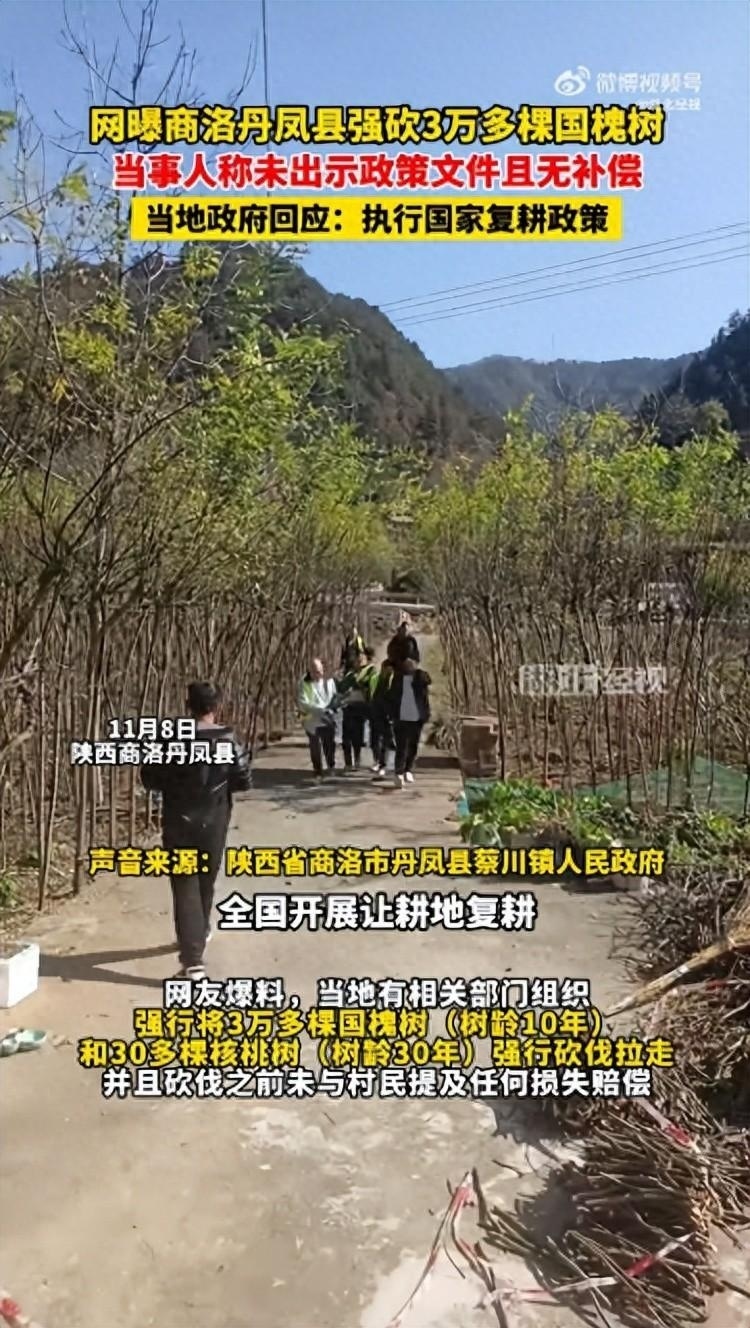 微博视频号
网曝商洛丹凤县强砍3万多棵国槐树
当事人称未出示政策文件且无补偿
当地政府回应：执行国家复耕政策
11月8日
陕西商洛丹凤县
声音来源：陕西省商洛市丹凤县蔡川镇人民政府
全国开展让耕地复耕
网友爆料，当地有相关部门组织
强行将3万多棵国槐树（树龄10年）
和30多棵核桃树（树龄30年）强行砍伐拉走
并且砍伐之前未与村民提及任何损失赔偿